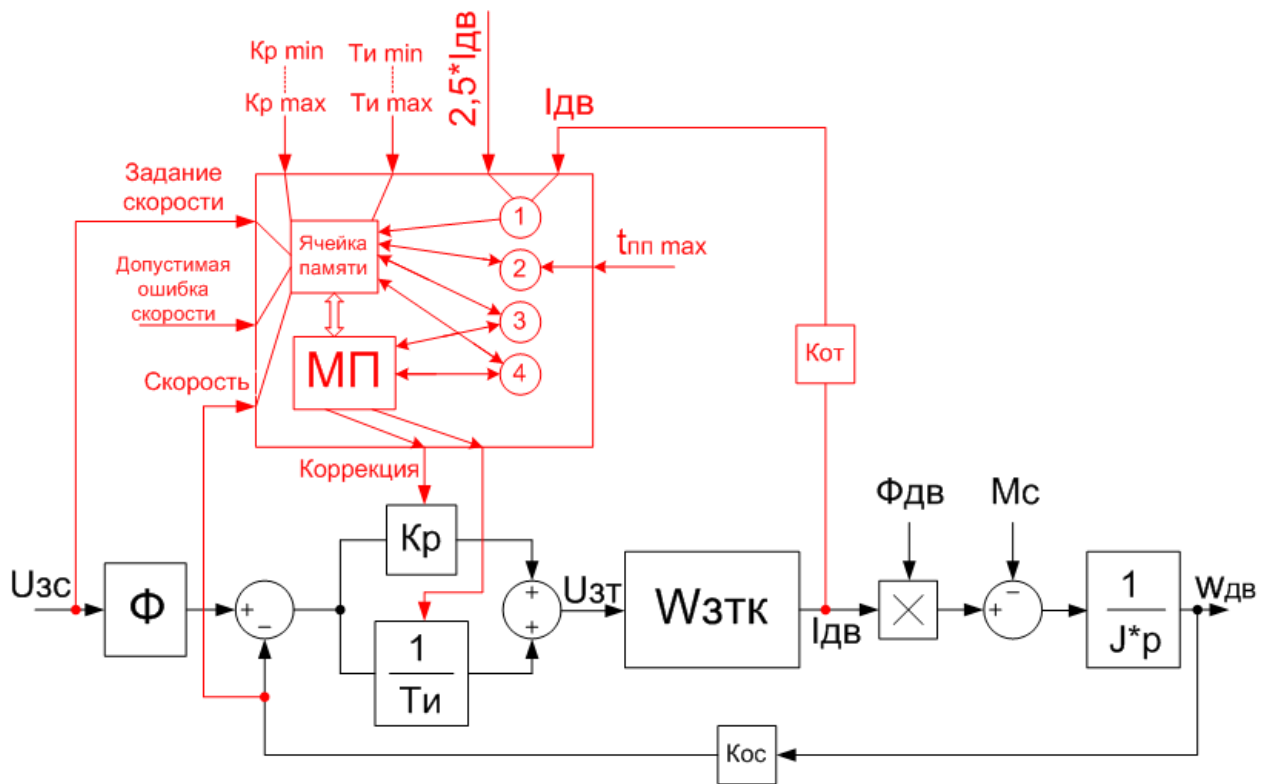 Кр min
Кр max
Ти min
Ти max
2,5*Iдв
Iдв
Задание
скорости
Допустимая
ошибка
скорости
Скорость
Ячейка
памяти
МП
1
2
3
4
tпп max
Кот
Коррекция
Uзс
Ф
+
−
Кр
1
Ти
+
+
Uзт
Wзтк
Iдв
Фдв
×
Мс
+
−
1
J*p
wдв
Кос